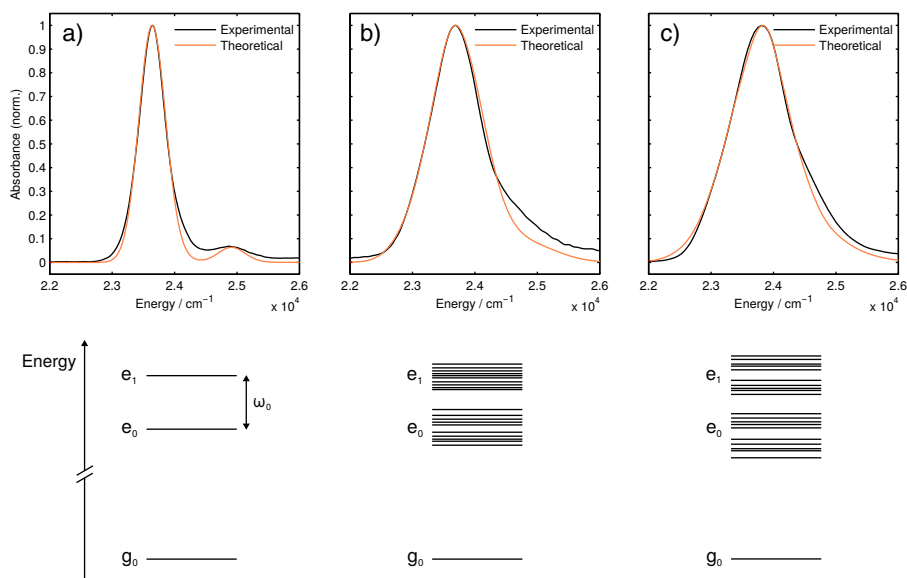 a)
Experimental
Theoretical
b)
Experimental
Theoretical
c)
Experimental
Theoretical
Absorbance (norm.)
1
0.9
0.8
0.7
0.6
0.5
0.4
0.3
0.2
0.1
0
2.2 2.3 2.4 2.5 2.6
Energy / cm⁻¹
x 10⁴
2.2 2.3 2.4 2.5 2.6
Energy / cm⁻¹
x 10⁴
2.2 2.3 2.4 2.5 2.6
Energy / cm⁻¹
x 10⁴
Energy
e₁
ω₀
e₀
g₀
e₁
e₀
g₀
e₁
e₀
g₀